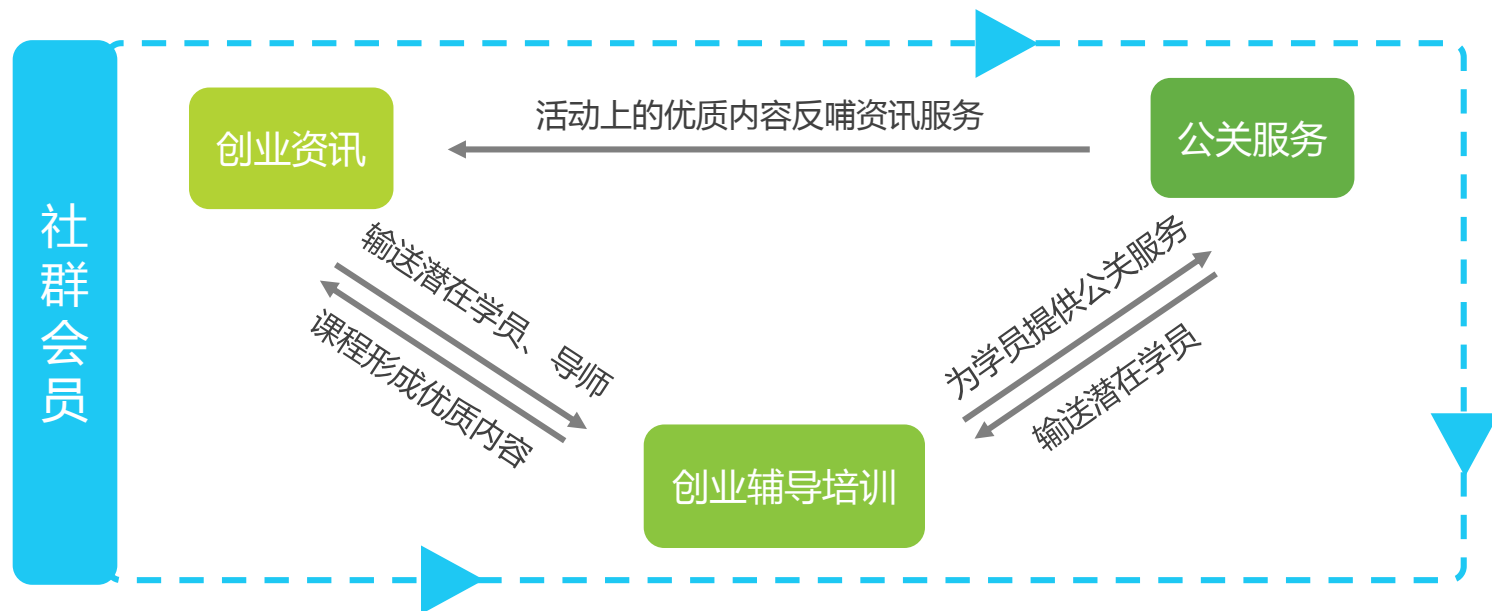 社群会员
创业资讯
活动上的优质内容反哺资讯服务
公关服务
输送潜在学员、导师
课程形成优质内容
为学员提供公关服务
输送潜在学员
创业辅导培训